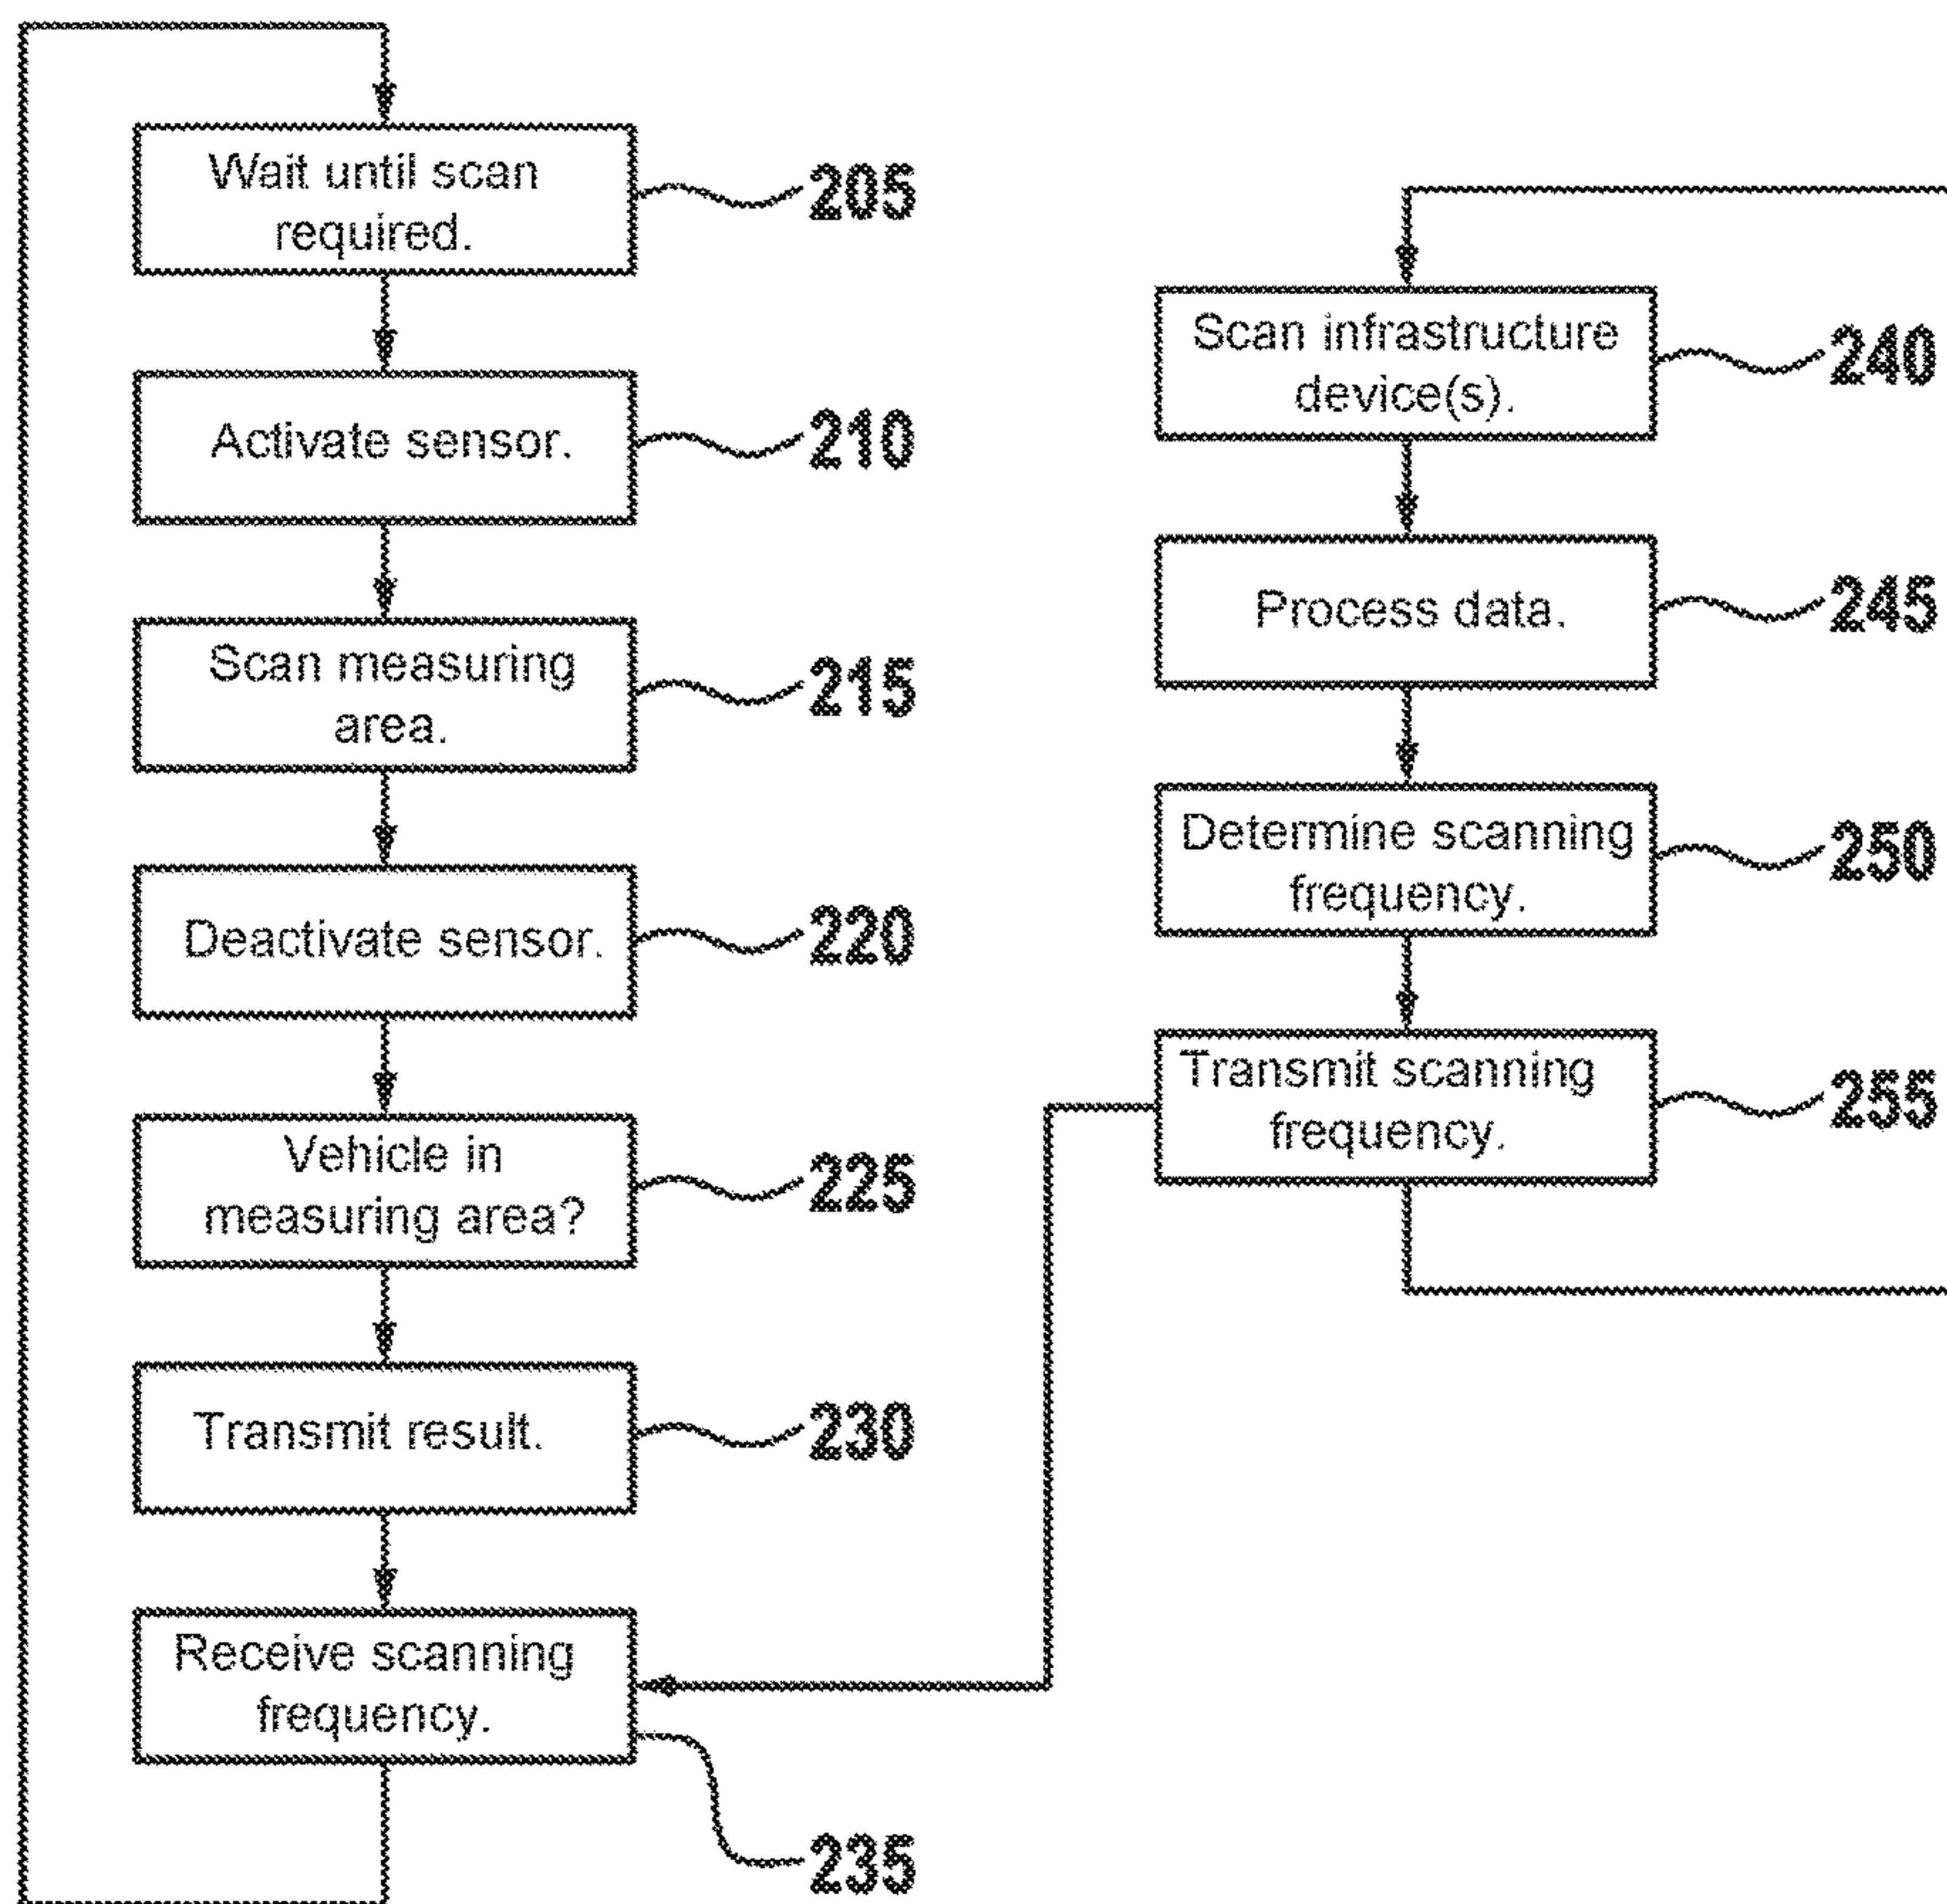 Wait until scan
required.
205
Activate sensor.
210
Scan measuring
area.
215
Deactivate sensor.
220
Vehicle in
measuring area?
225
Transmit result.
230
Receive scanning
frequency.
235
Scan infrastructure
device(s).
240
Process data.
245
Determine scanning
frequency.
250
Transmit scanning
frequency.
255